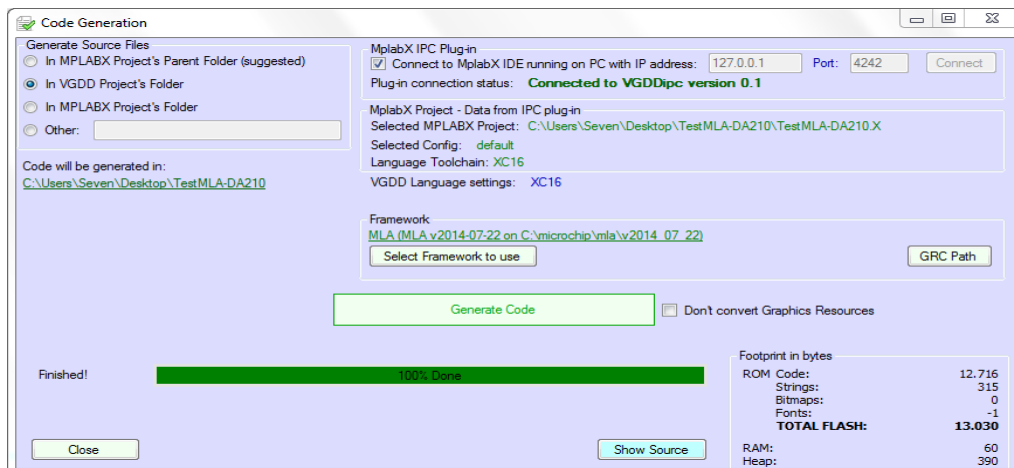 Code Generation
Generate Source Files
In MPLABX Project's Parent Folder (suggested)
In VGDD Project's Folder
In MPLABX Project's Folder
Other:
Code will be generated in:
C:\Users\Seven\Desktop\TestMLA-DA210
MplabX IPC Plug-in
Connect to MplabX IDE running on PC with IP address: 127.0.0.1 Port: 4242 Connect
Plug-in connection status: Connected to VGDDipc version 0.1
MplabX Project - Data from IPC plug-in
Selected MPLABX Project: C:\Users\Seven\Desktop\TestMLA-DA210\TestMLA-DA210.X
Selected Config: default
Language Toolchain: XC16
VGDD Language settings: XC16
Framework
MLA (MLA v2014-07-22 on C:\microchip\mla\v2014_07_22)
Select Framework to use GRC Path
Generate Code Don't convert Graphics Resources
Finished! 100% Done
Footprint in bytes
ROM Code: 12.716
Strings: 315
Bitmaps: 0
Fonts: -1
TOTAL FLASH: 13.030
RAM: 60
Heap: 390
Close Show Source